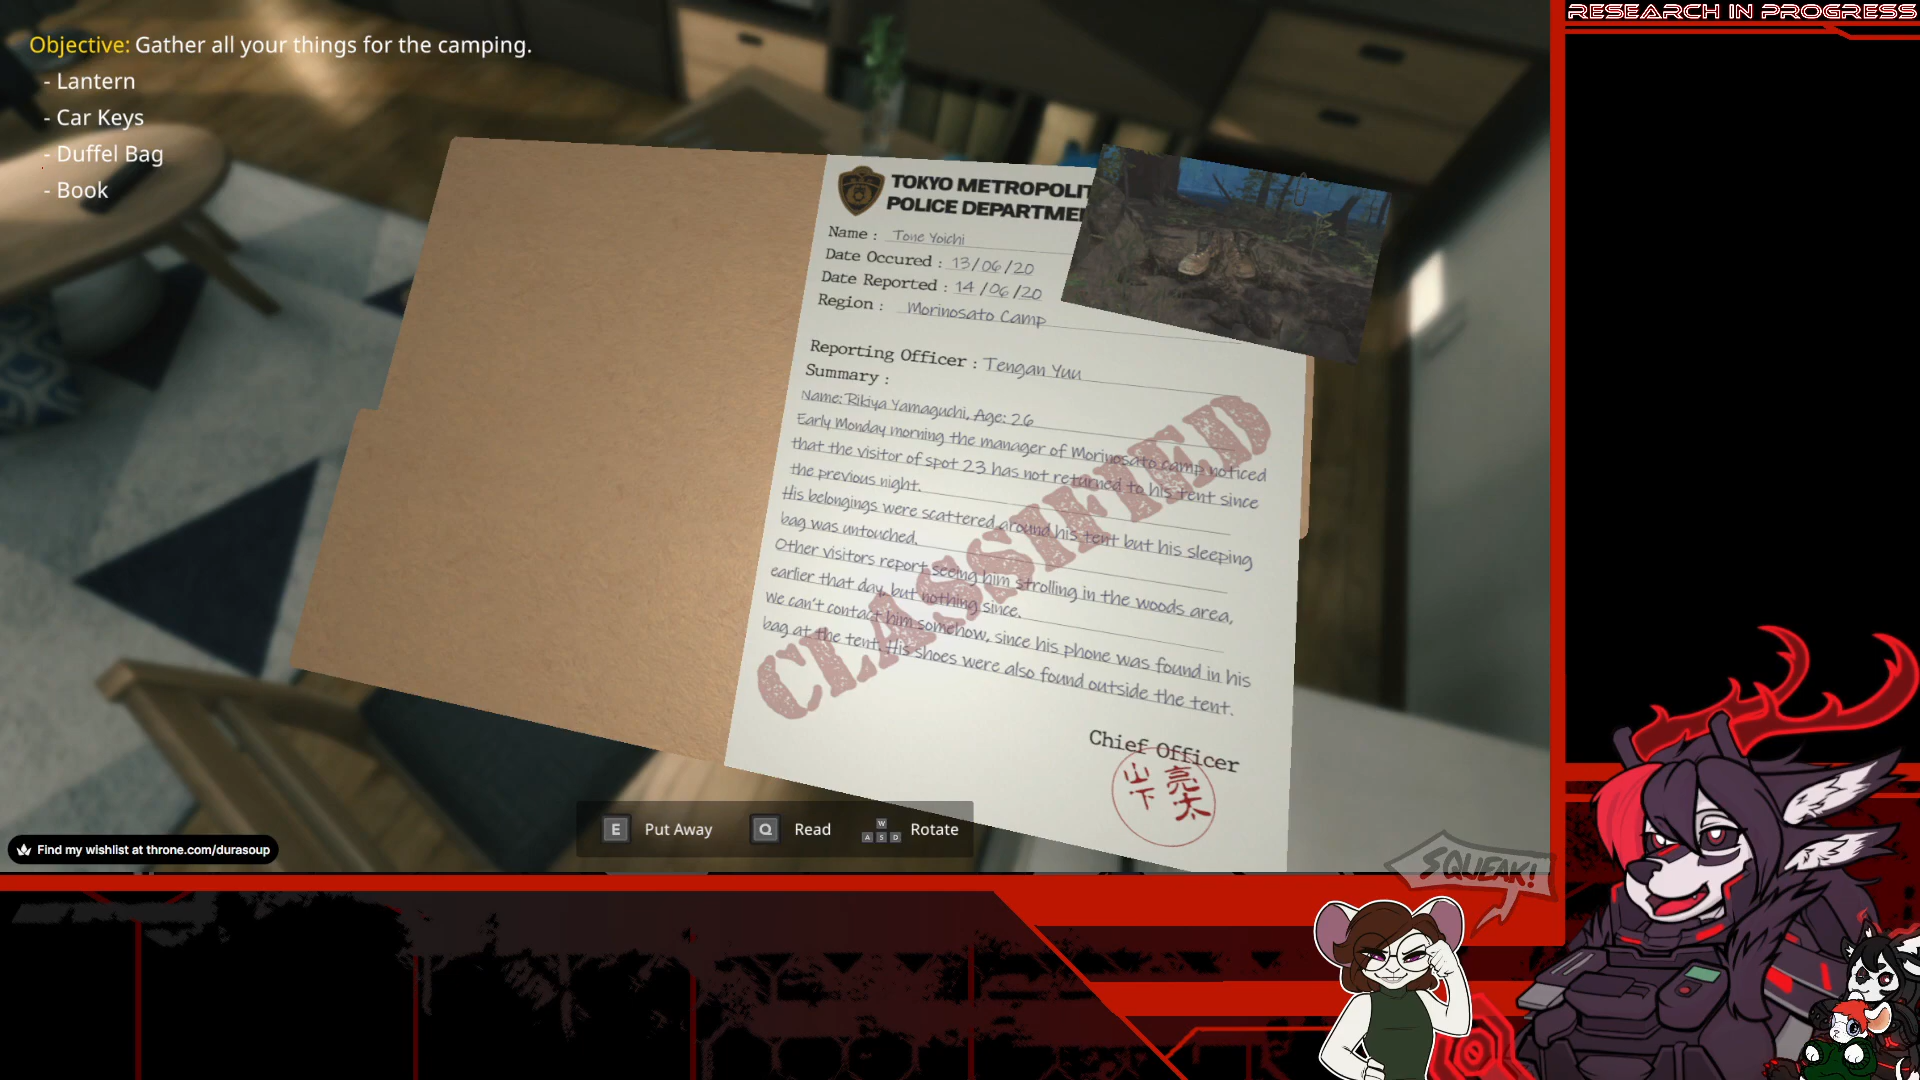 RESEARCH IN PROGRESS
Objective: Gather all your things for the camping.
- Lantern
- Car Keys
- Duffel Bag
- Book
TOKYO METROPOLIT
POLICE DEPARTMEN
Name : Tone Yoichi
Date Occured : 13/06/20
Date Reported : 14/06/20
Region : Morinosato Camp
Reporting Officer : Tengan Yuu
Summary :
Name: Rikiya Yamaguchi, Age: 26
Early Monday morning the manager of Morinosato camp noticed
that the visitor of spot 23 has not returned to his tent since
the previous night.
His belongings were scattered around his tent but his sleeping
bag was untouched.
Other visitors report seeing him strolling in the woods area,
earlier that day, but nothing since.
We can't contact him somehow, since his phone was found in his
bag at the tent. His shoes were also found outside the tent.
CLASSIFIED
Chief Officer
山下
亮太
E Put Away
Q Read
W A S D Rotate
Find my wishlist at throne.com/durasoup
SQUEAK!